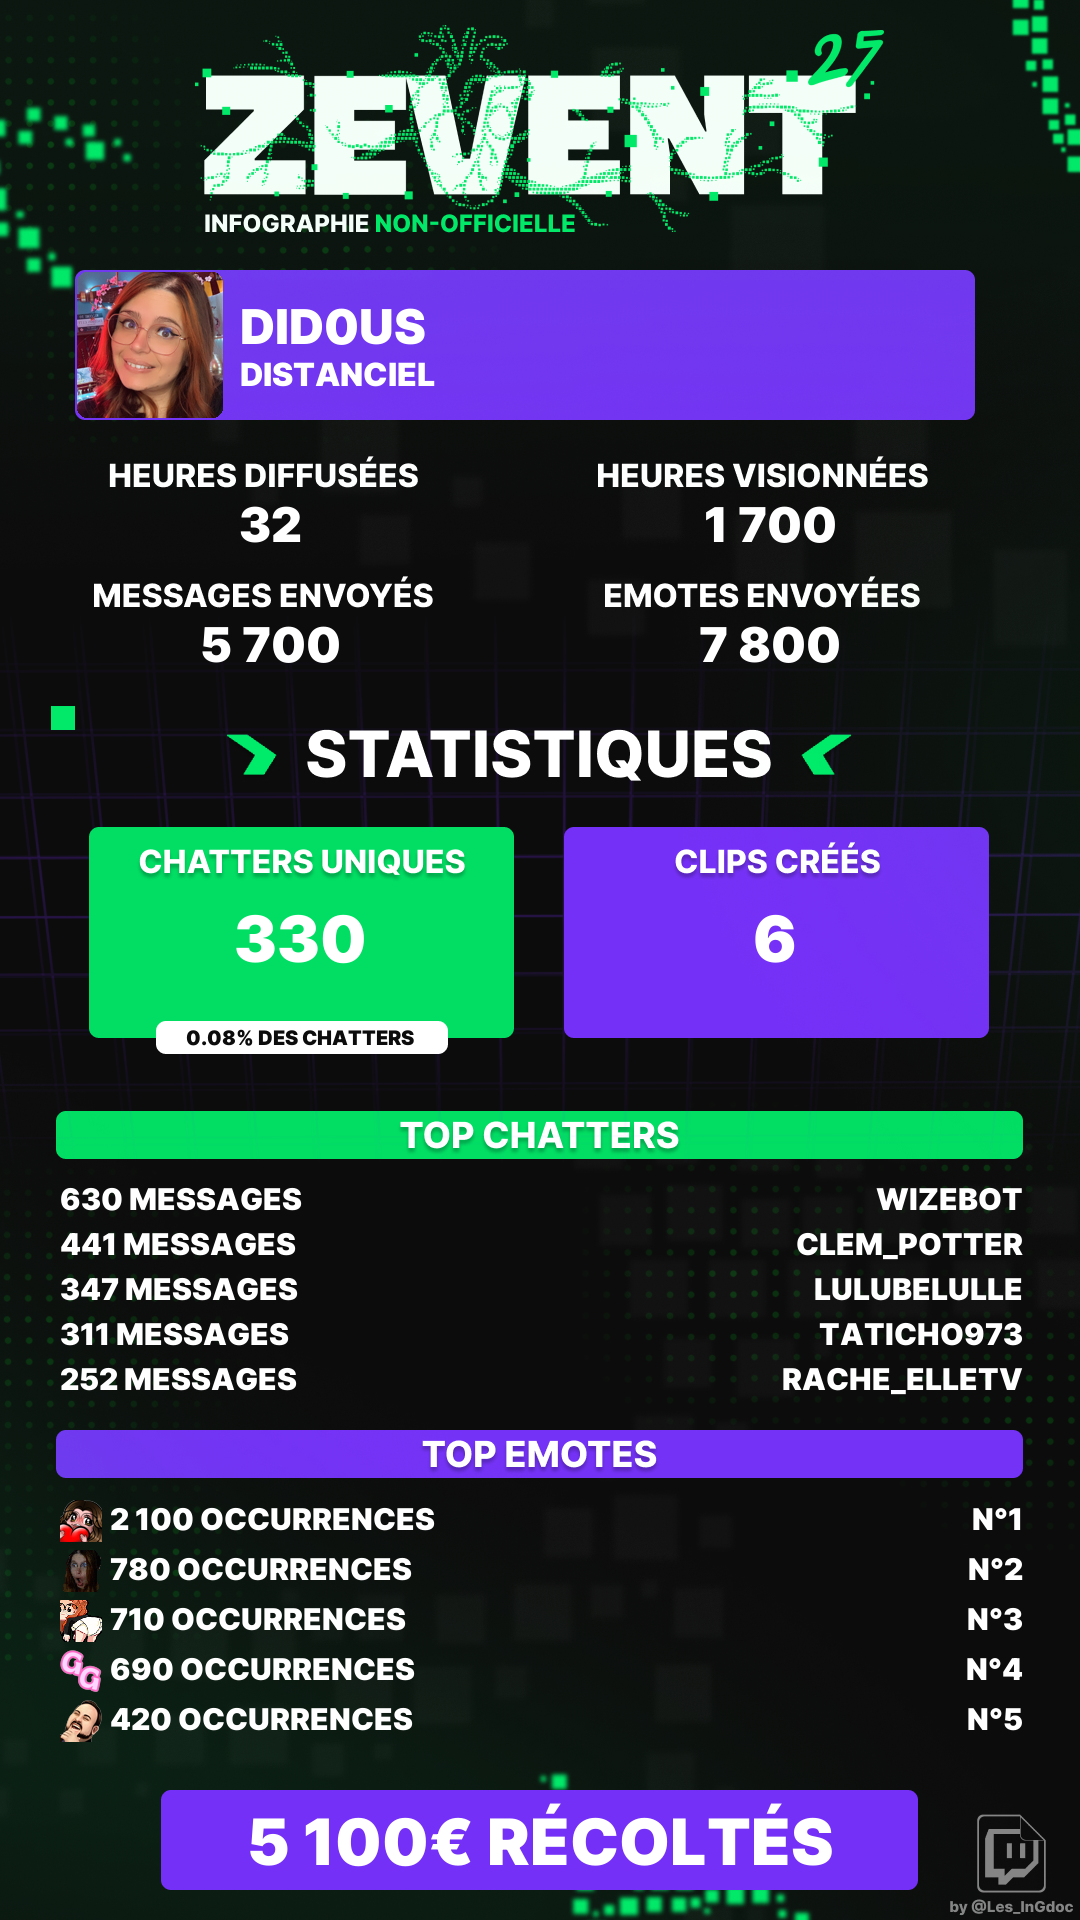 25
ZEVENT
INFOGRAPHIE NON-OFFICIELLE
DID0US
DISTANCIEL
HEURES DIFFUSÉES
32
HEURES VISIONNÉES
1 700
MESSAGES ENVOYÉS
5 700
EMOTES ENVOYÉES
7 800
STATISTIQUES
CHATTERS UNIQUES
330
0.08% DES CHATTERS
CLIPS CRÉÉS
6
TOP CHATTERS
630 MESSAGES WIZEBOT
441 MESSAGES CLEM_POTTER
347 MESSAGES LULUBELULLE
311 MESSAGES TATICHO973
252 MESSAGES RACHE_ELLETV
TOP EMOTES
2 100 OCCURRENCES N°1
780 OCCURRENCES N°2
710 OCCURRENCES N°3
GG 690 OCCURRENCES N°4
420 OCCURRENCES N°5
5 100€ RÉCOLTÉS
by @Les_InGdoc